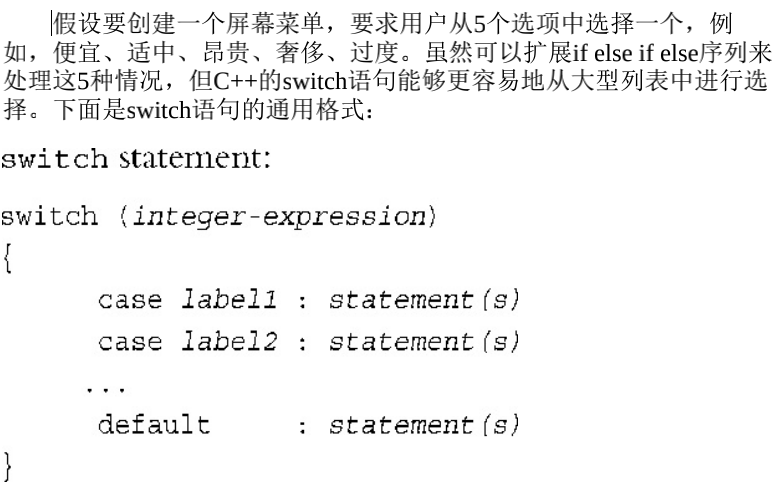 假设要创建一个屏幕菜单，要求用户从5个选项中选择一个，例
如，便宜、适中、昂贵、奢侈、过度。虽然可以扩展if else if else序列来
处理这5种情况，但C++的switch语句能够更容易地从大型列表中进行选
择。下面是switch语句的通用格式：
switch statement:
switch (integer-expression)
{
case label1 : statement(s)
case label2 : statement(s)
...
default : statement(s)
}